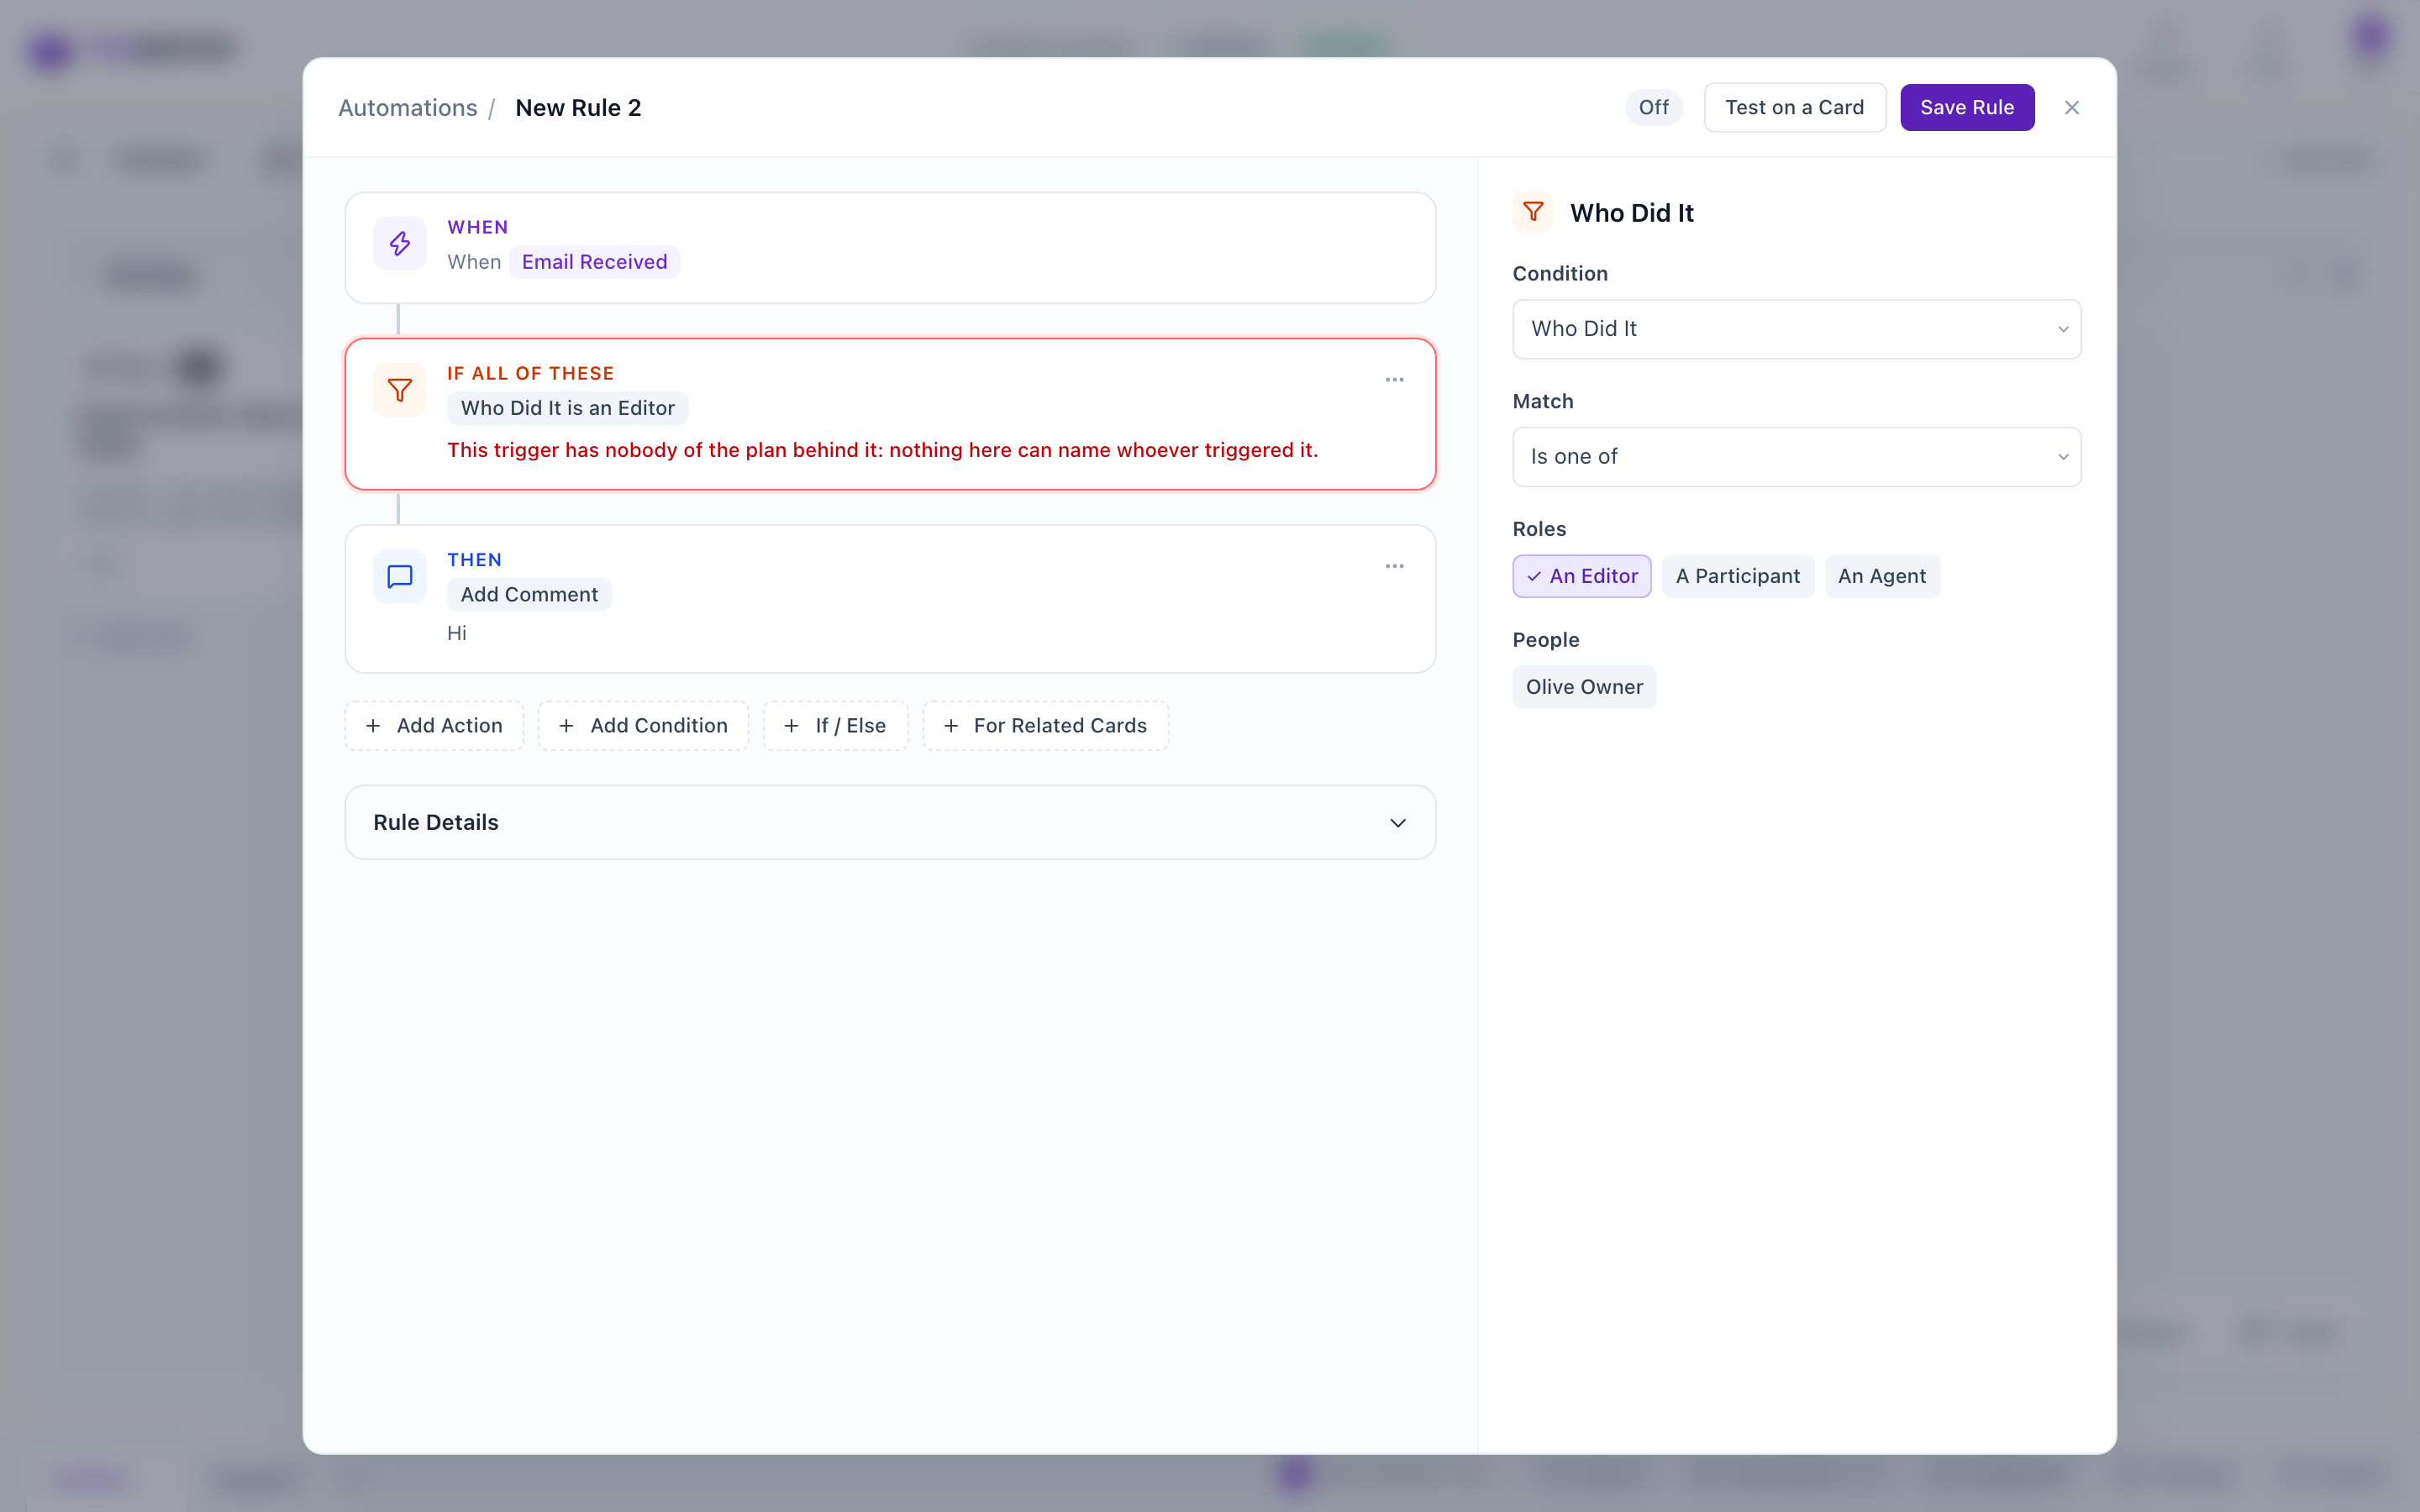 Automations / New Rule 2
Off
Test on a Card
Save Rule
WHEN
When Email Received
IF ALL OF THESE
Who Did It is an Editor
This trigger has nobody of the plan behind it: nothing here can name whoever triggered it.
THEN
Add Comment
Hi
Add Action
Add Condition
If / Else
For Related Cards
Rule Details
Who Did It
Condition
Who Did It
Match
Is one of
Roles
An Editor
A Participant
An Agent
People
Olive Owner